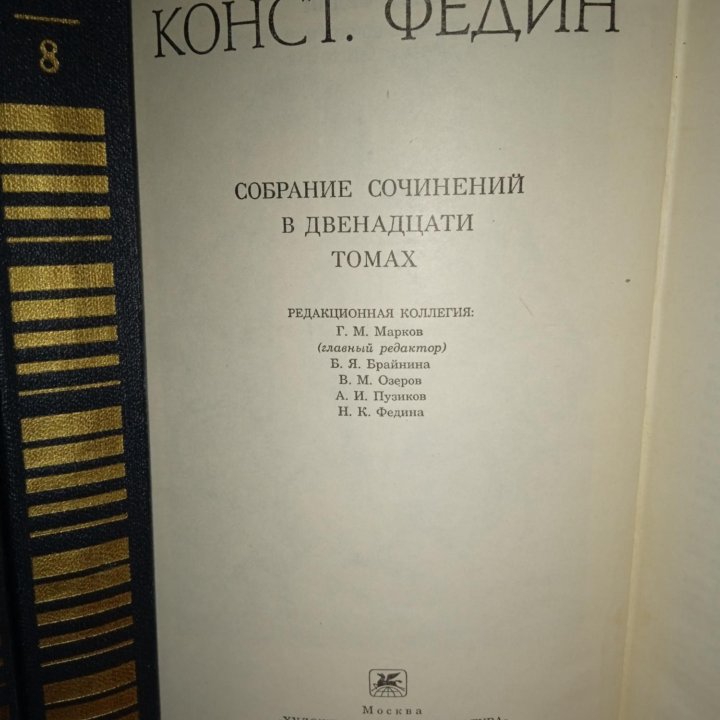 8
КОНСТ. ФЕДИН
СОБРАНИЕ СОЧИНЕНИЙ
В ДВЕНАДЦАТИ
ТОМАХ
РЕДАКЦИОННАЯ КОЛЛЕГИЯ:
Г. М. Марков
(главный редактор)
Б. Я. Брайнина
В. М. Озеров
А. И. Пузиков
Н. К. Федина
Москва